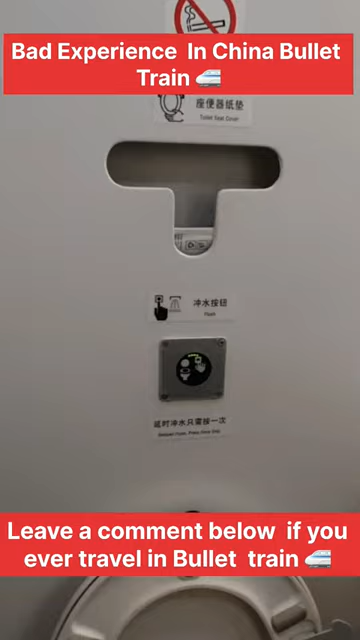 Bad Experience In China Bullet
Train 🚅
座便器纸垫
Toilet Seat Cover
冲水按钮
Flush
延时冲水只需按一次
Leave a comment below if you
ever travel in Bullet train 🚅